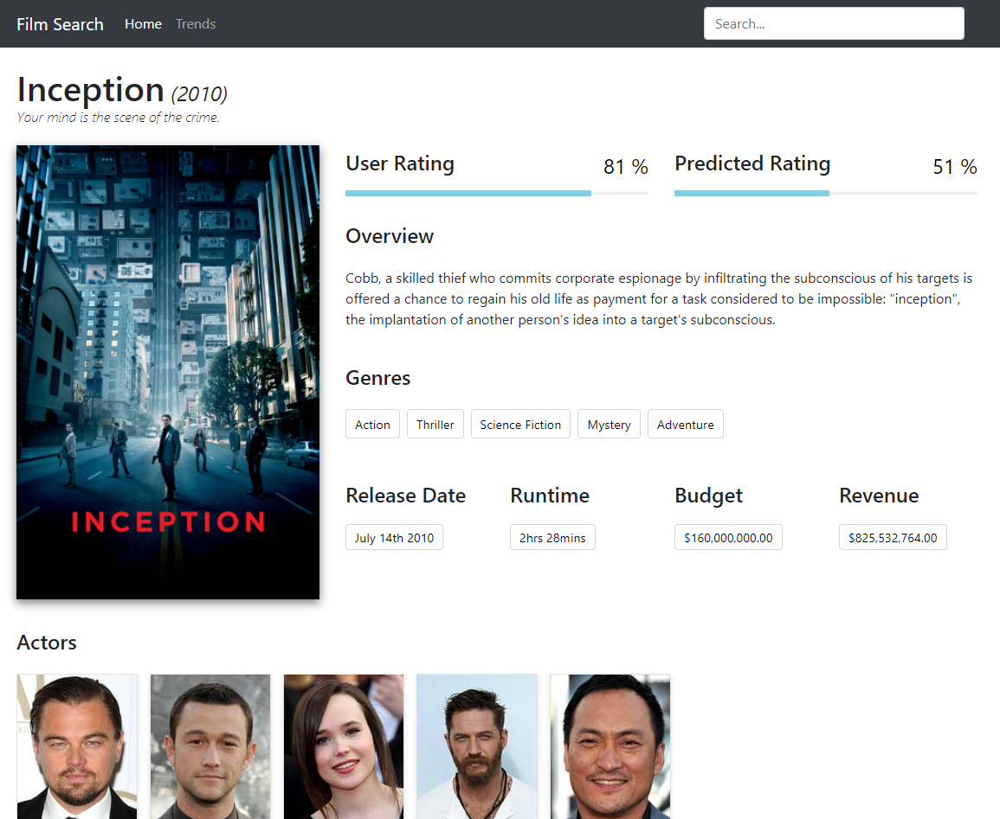 Film Search Home Trends Search...
Inception (2010)
Your mind is the scene of the crime.
User Rating 81 % Predicted Rating 51 %
Overview
Cobb, a skilled thief who commits corporate espionage by infiltrating the subconscious of his targets is
offered a chance to regain his old life as payment for a task considered to be impossible: "inception",
the implantation of another person's idea into a target's subconscious.
Genres
Action Thriller Science Fiction Mystery Adventure
Release Date Runtime Budget Revenue
July 14th 2010 2hrs 28mins $160,000,000.00 $825,532,764.00
INCEPTION
Actors